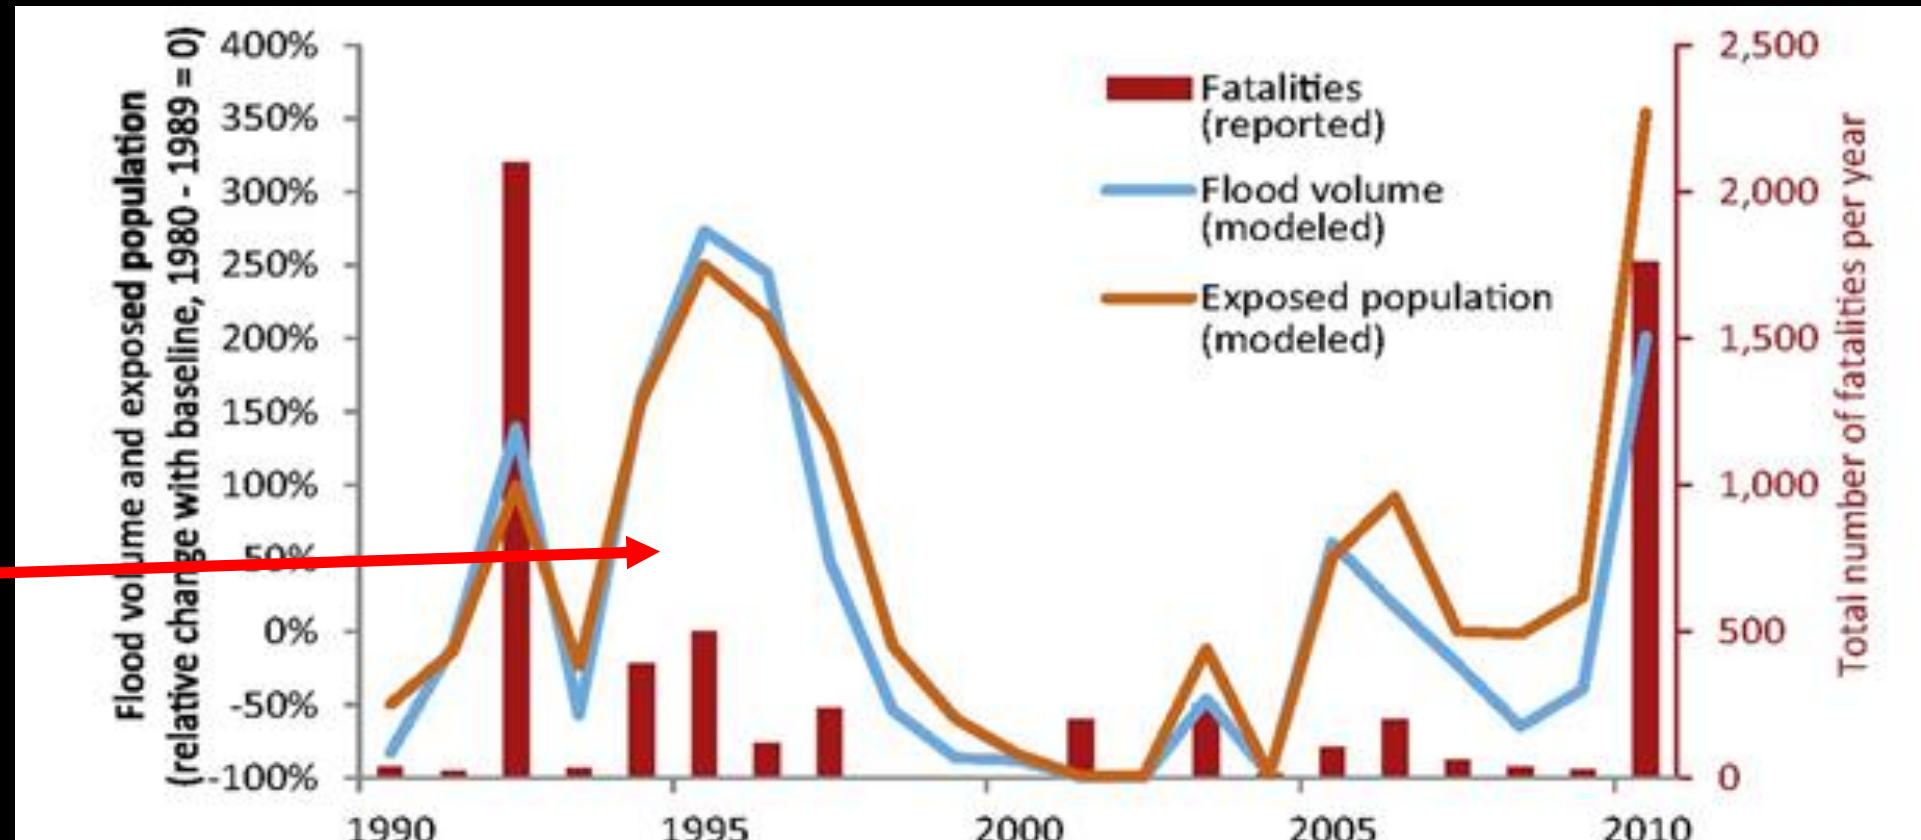 Flood volume and exposed population
(relative change with baseline, 1980 - 1989 = 0)
400%
350%
300%
250%
200%
150%
100%
50%
0%
-50%
-100%
Fatalities
(reported)
Flood volume
(modeled)
Exposed population
(modeled)
2,500
2,000
1,500
1,000
500
0
Total number of fatalities per year
1990
1995
2000
2005
2010